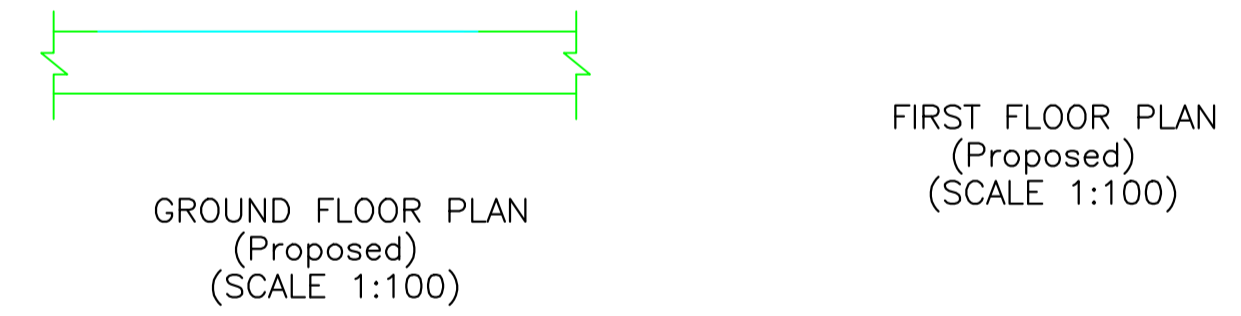 GROUND FLOOR PLAN
(Proposed)
(SCALE 1:100)
FIRST FLOOR PLAN
(Proposed)
(SCALE 1:100)